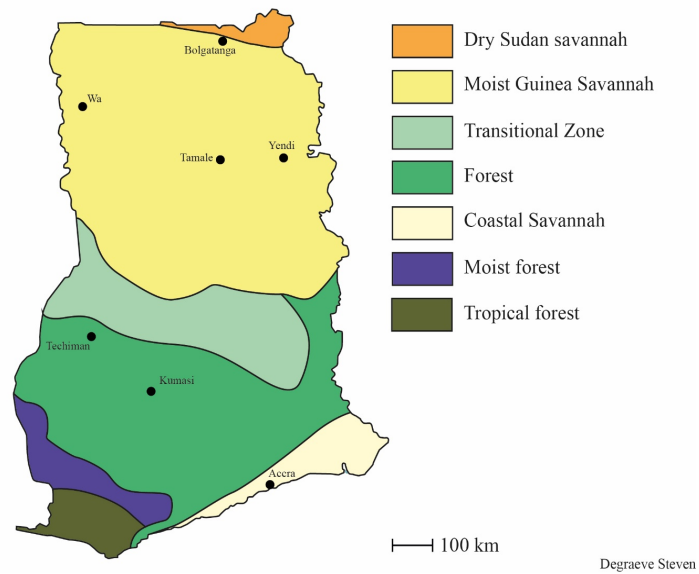 Bolgatanga
Wa
Tamale
Yendi
Techiman
Kumasi
Accra
Dry Sudan savannah
Moist Guinea Savannah
Transitional Zone
Forest
Coastal Savannah
Moist forest
Tropical forest
100 km
Degraeve Steven